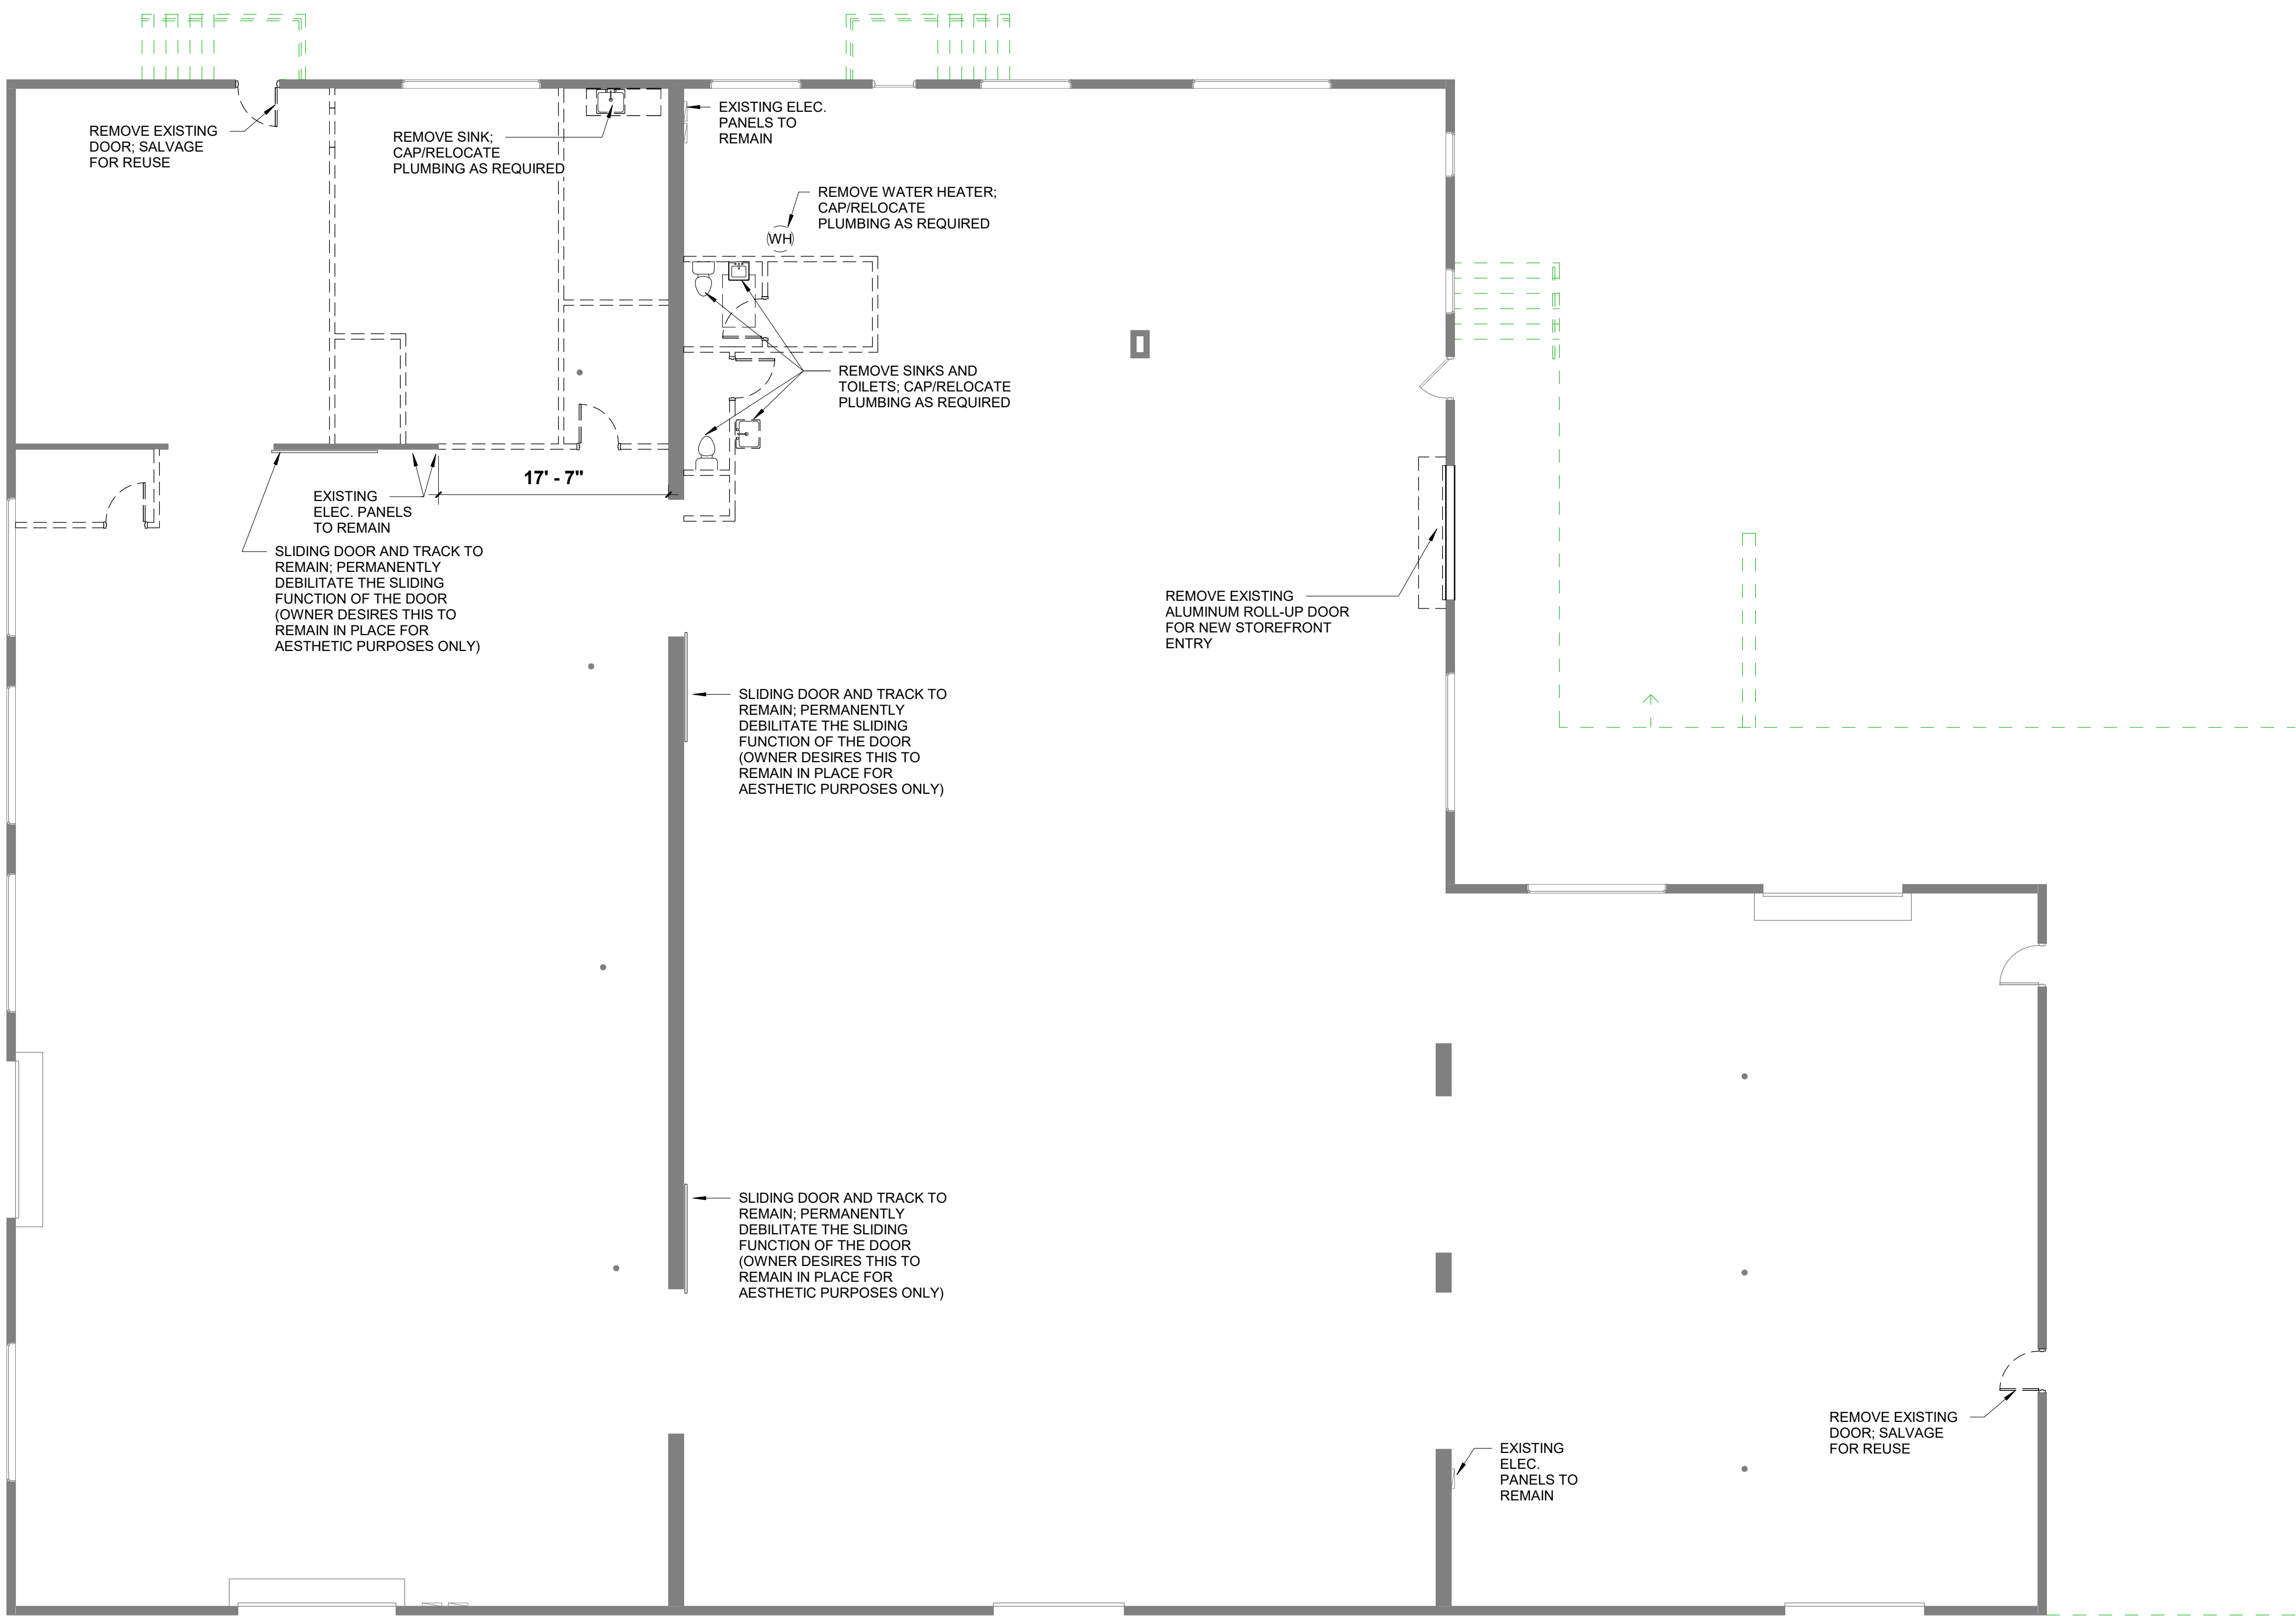 REMOVE EXISTING
DOOR; SALVAGE
FOR REUSE
REMOVE SINK;
CAP/RELOCATE
PLUMBING AS REQUIRED
EXISTING ELEC.
PANELS TO
REMAIN
REMOVE WATER HEATER;
CAP/RELOCATE
PLUMBING AS REQUIRED
WH
REMOVE SINKS AND
TOILETS; CAP/RELOCATE
PLUMBING AS REQUIRED
17' - 7"
EXISTING
ELEC. PANELS
TO REMAIN
SLIDING DOOR AND TRACK TO
REMAIN; PERMANENTLY
DEBILITATE THE SLIDING
FUNCTION OF THE DOOR
(OWNER DESIRES THIS TO
REMAIN IN PLACE FOR
AESTHETIC PURPOSES ONLY)
REMOVE EXISTING
ALUMINUM ROLL-UP DOOR
FOR NEW STOREFRONT
ENTRY
SLIDING DOOR AND TRACK TO
REMAIN; PERMANENTLY
DEBILITATE THE SLIDING
FUNCTION OF THE DOOR
(OWNER DESIRES THIS TO
REMAIN IN PLACE FOR
AESTHETIC PURPOSES ONLY)
SLIDING DOOR AND TRACK TO
REMAIN; PERMANENTLY
DEBILITATE THE SLIDING
FUNCTION OF THE DOOR
(OWNER DESIRES THIS TO
REMAIN IN PLACE FOR
AESTHETIC PURPOSES ONLY)
REMOVE EXISTING
DOOR; SALVAGE
FOR REUSE
EXISTING
ELEC.
PANELS TO
REMAIN